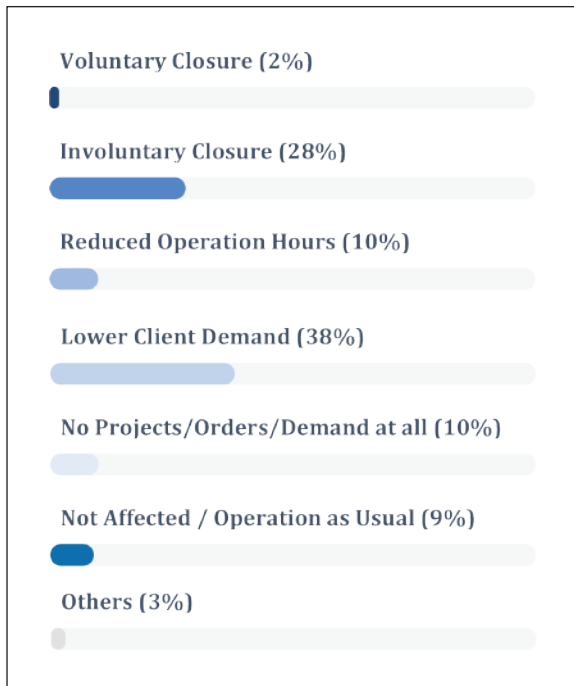 Voluntary Closure (2%)
Involuntary Closure (28%)
Reduced Operation Hours (10%)
Lower Client Demand (38%)
No Projects/Orders/Demand at all (10%)
Not Affected / Operation as Usual (9%)
Others (3%)